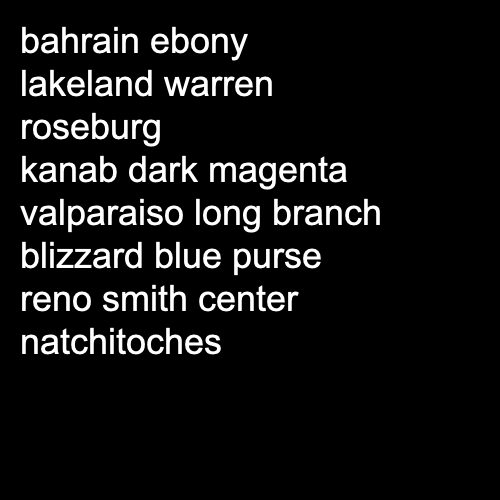 bahrain ebony
lakeland warren
roseburg
kanab dark magenta
valparaiso long branch
blizzard blue purse
reno smith center
natchitoches